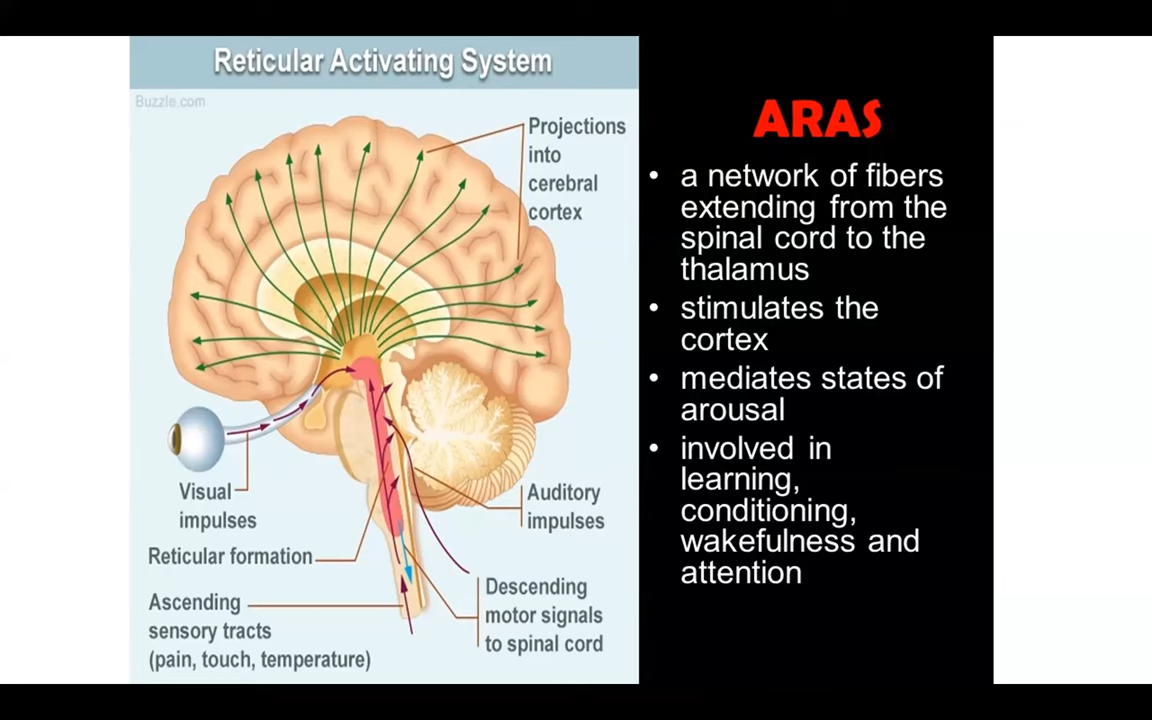 Reticular Activating System
Buzzle.com
Projections
into
cerebral
cortex
Visual
impulses
Auditory
impulses
Reticular formation
Descending
motor signals
to spinal cord
Ascending
sensory tracts
(pain, touch, temperature)
ARAS
• a network of fibers
extending from the
spinal cord to the
thalamus
• stimulates the
cortex
• mediates states of
arousal
• involved in
learning,
conditioning,
wakefulness and
attention